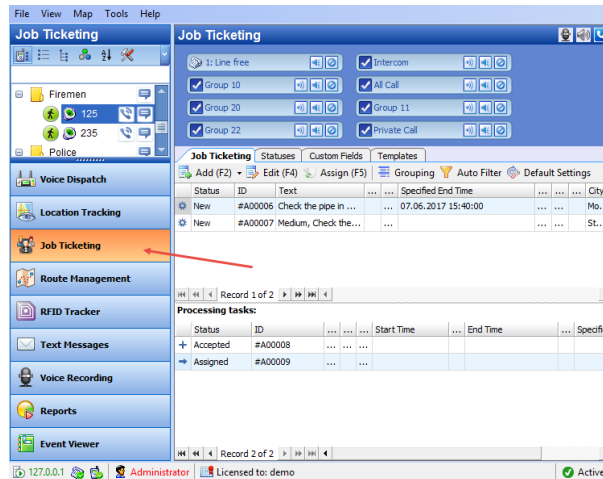 File View Map Tools Help
Job Ticketing
Firemen
125
235
Police
Voice Dispatch
Location Tracking
Job Ticketing
Route Management
RFID Tracker
Text Messages
Voice Recording
Reports
Event Viewer
Job Ticketing
1: Line free Intercom
Group 10 All Call
Group 20 Group 11
Group 22 Private Call
Job Ticketing Statuses Custom Fields Templates
Add (F2) Edit (F4) Assign (F5) Grouping Auto Filter Default Settings
Status ID Text ... ... Specified End Time ... ... ... City
New #A00006 Check the pipe in ... ... 07.06.2017 15:40:00 ... ... Mo...
New #A00007 Medium, Check the... ... ... ... St...
Record 1 of 2
Processing tasks:
Status ID ... ... ... Start Time ... End Time ... Specifi
Accepted #A00008 ... ... ...
Assigned #A00009 ... ...
Record 2 of 2
127.0.0.1 Administrator Licensed to: demo Active